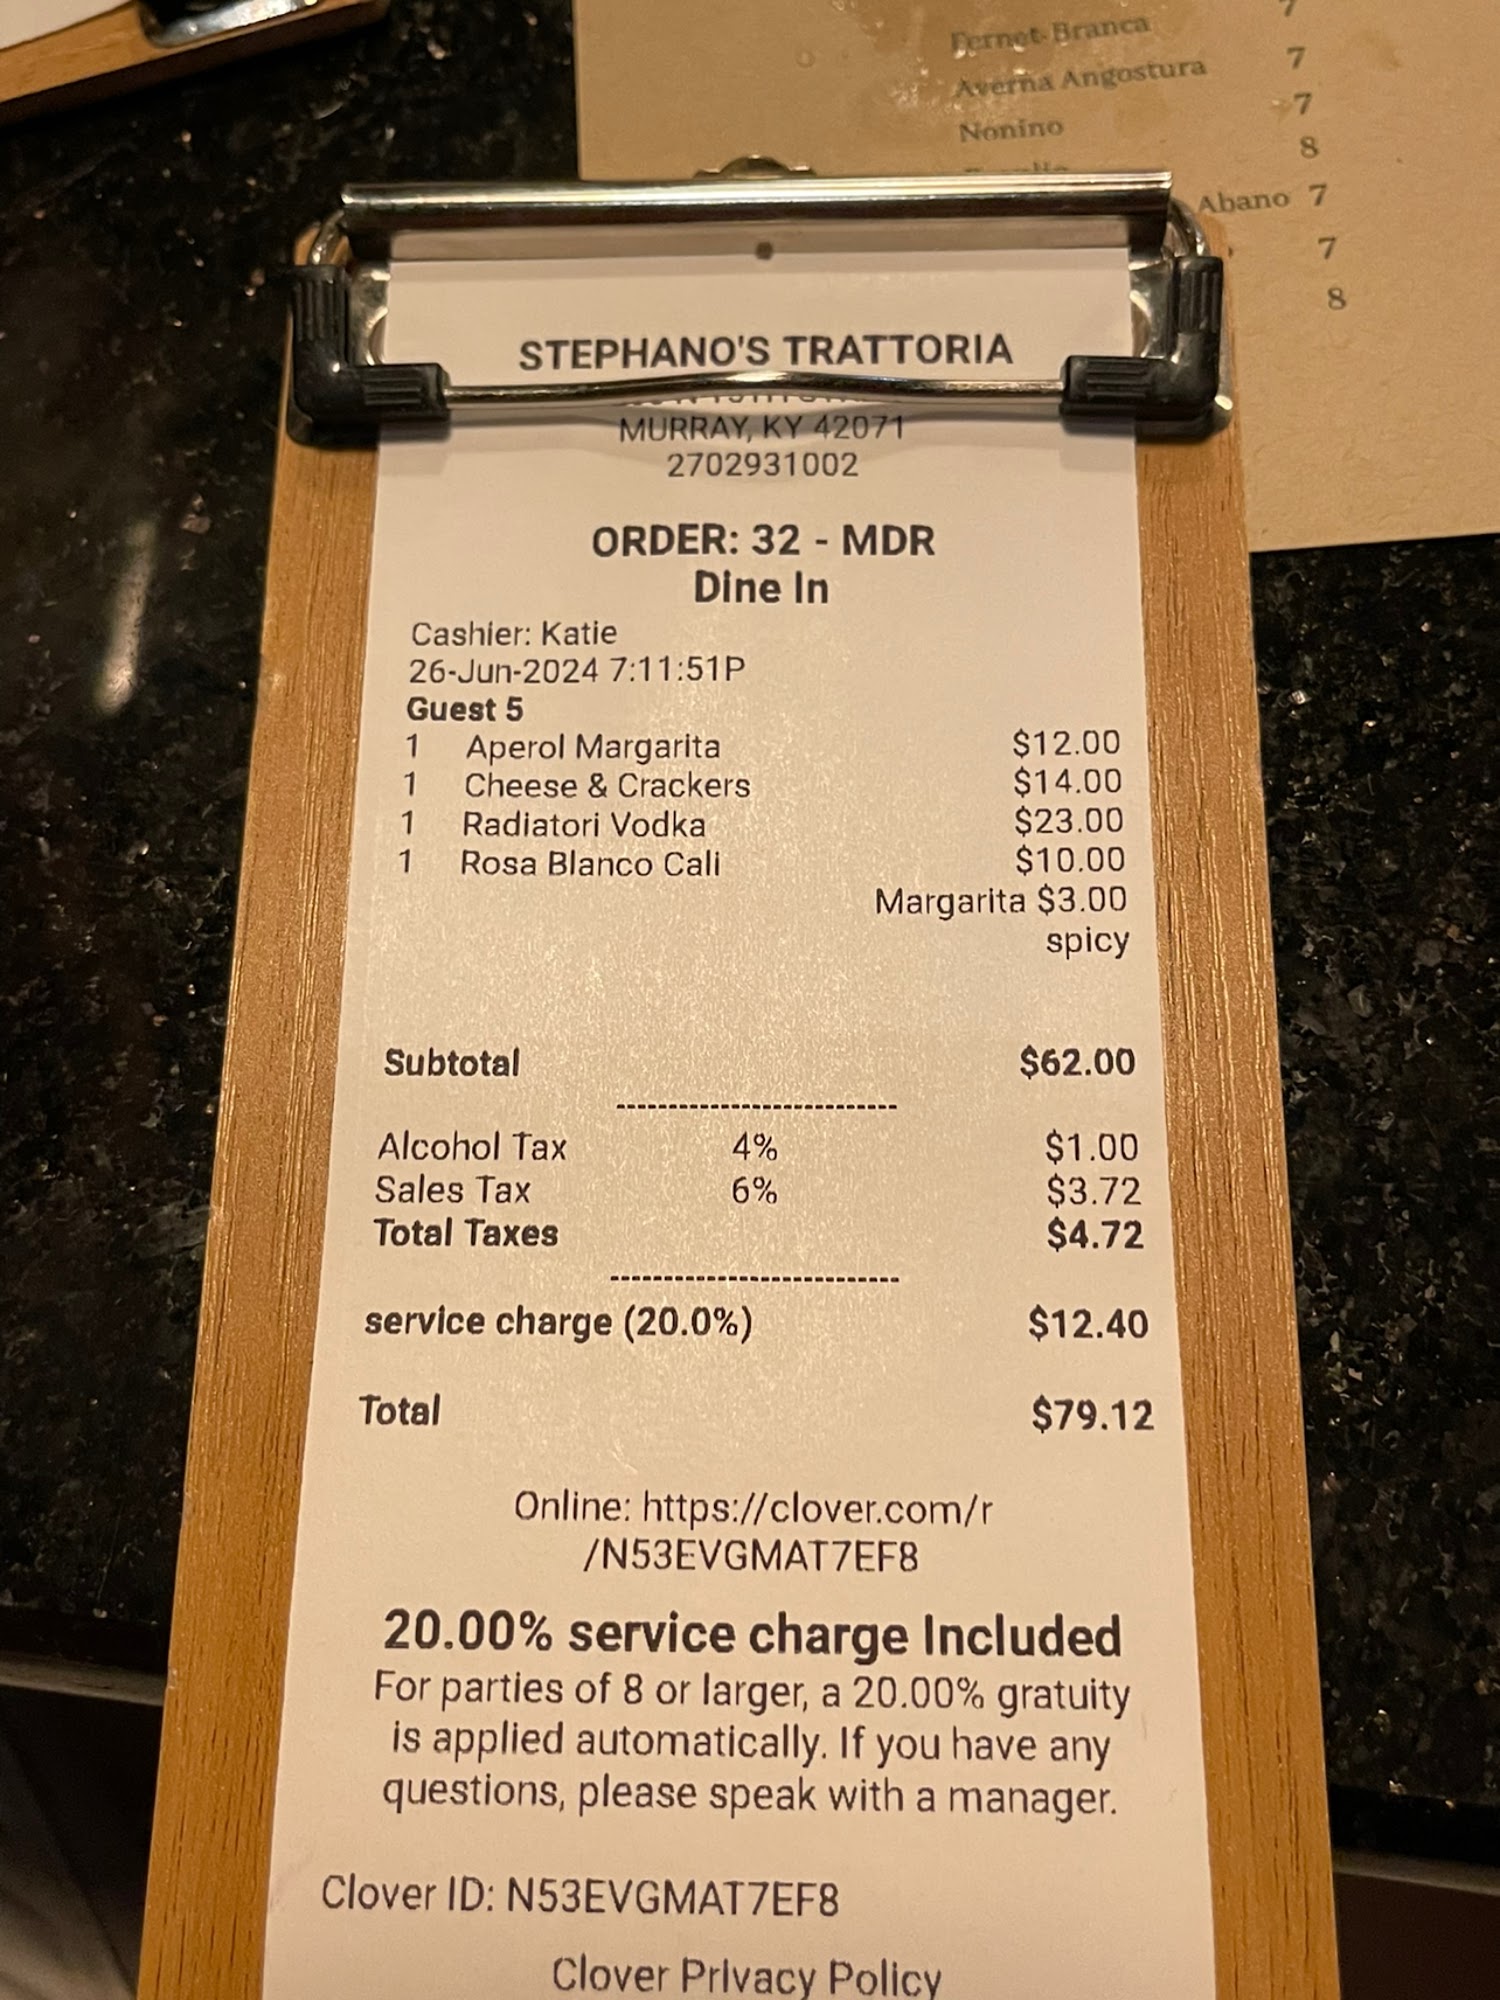 7
Fernet-Branca 7
Averna Angostura 7
Nonino 8
Abano 7
7
8
STEPHANO'S TRATTORIA
MURRAY, KY 42071
2702931002
ORDER: 32 - MDR
Dine In
Cashier: Katie
26-Jun-2024 7:11:51P
Guest 5
1 Aperol Margarita $12.00
1 Cheese & Crackers $14.00
1 Radiatori Vodka $23.00
1 Rosa Blanco Cali $10.00
Margarita $3.00
spicy
Subtotal $62.00
Alcohol Tax 4% $1.00
Sales Tax 6% $3.72
Total Taxes $4.72
service charge (20.0%) $12.40
Total $79.12
Online: https://clover.com/r
/N53EVGMAT7EF8
20.00% service charge Included
For parties of 8 or larger, a 20.00% gratuity
is applied automatically. If you have any
questions, please speak with a manager.
Clover ID: N53EVGMAT7EF8
Clover Privacy Policy